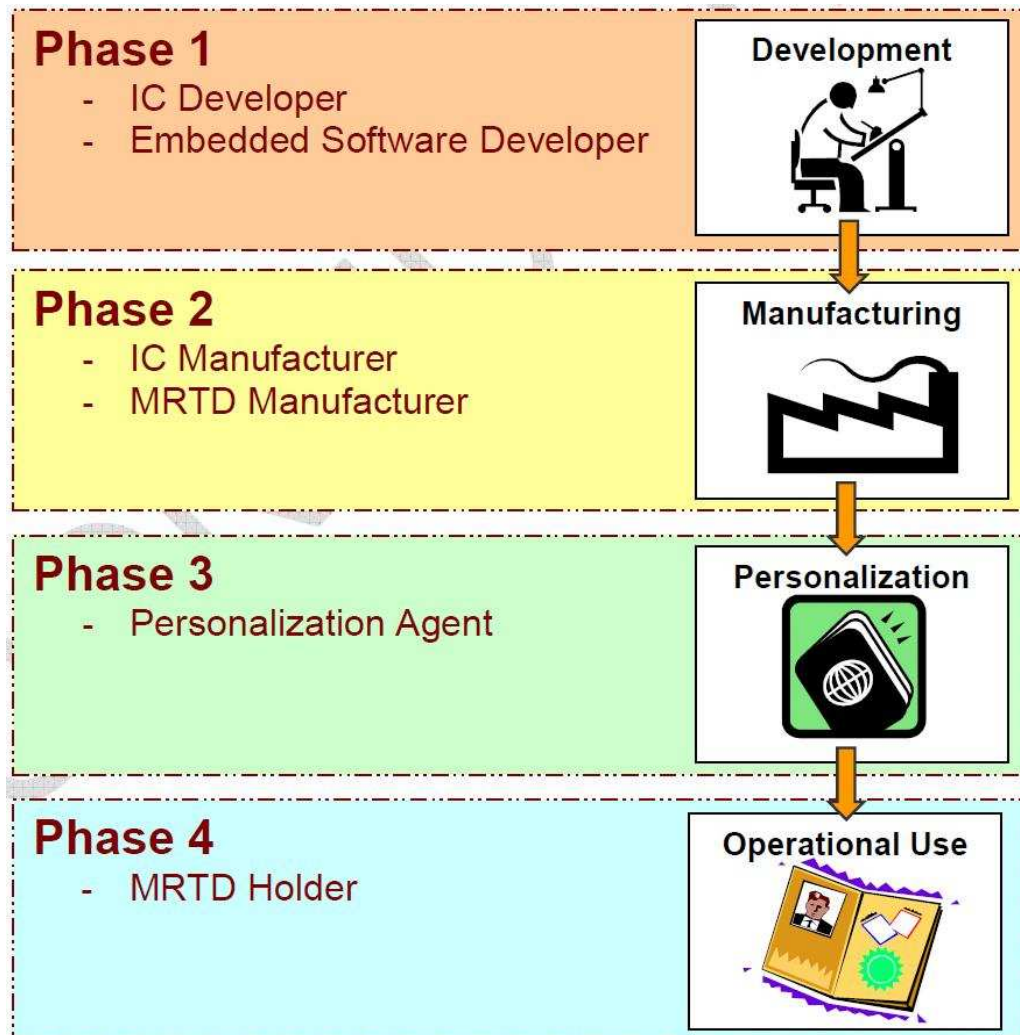 Phase 1
- IC Developer
- Embedded Software Developer
Development
Phase 2
- IC Manufacturer
- MRTD Manufacturer
Manufacturing
Phase 3
- Personalization Agent
Personalization
Phase 4
- MRTD Holder
Operational Use